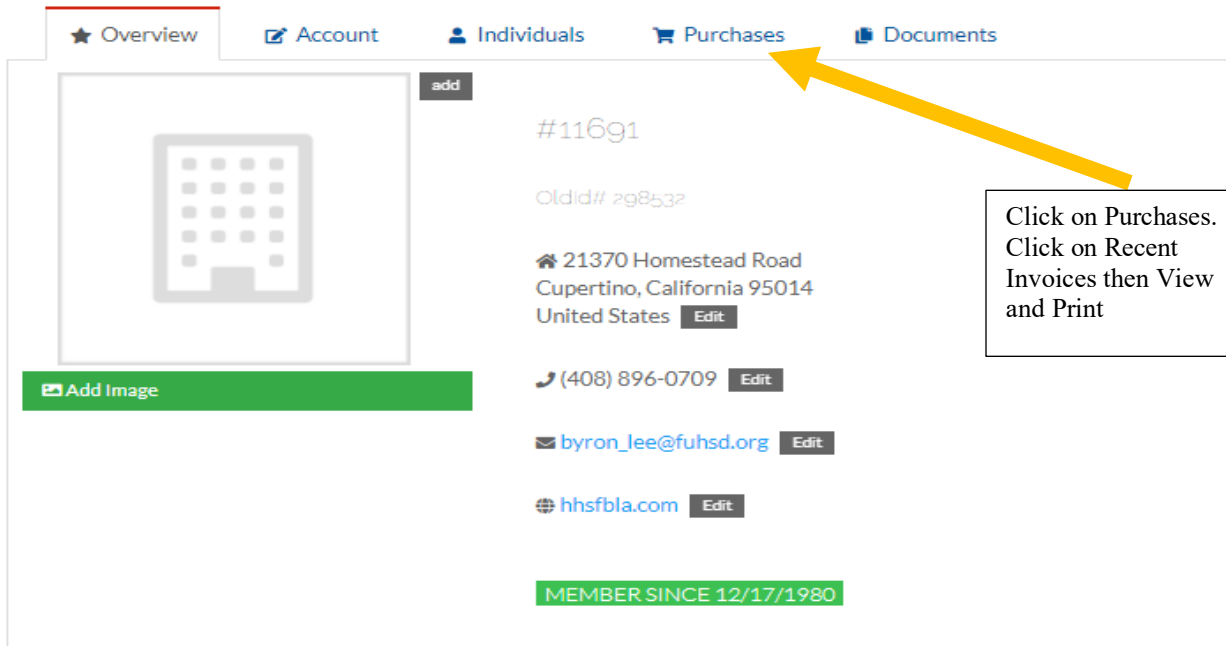 Overview Account Individuals Purchases Documents
add
#11691
OldId# 298532
21370 Homestead Road
Cupertino, California 95014
United States Edit
(408) 896-0709 Edit
byron_lee@fuhsd.org Edit
hhsfbla.com Edit
MEMBER SINCE 12/17/1980
Add Image
Click on Purchases.
Click on Recent
Invoices then View
and Print